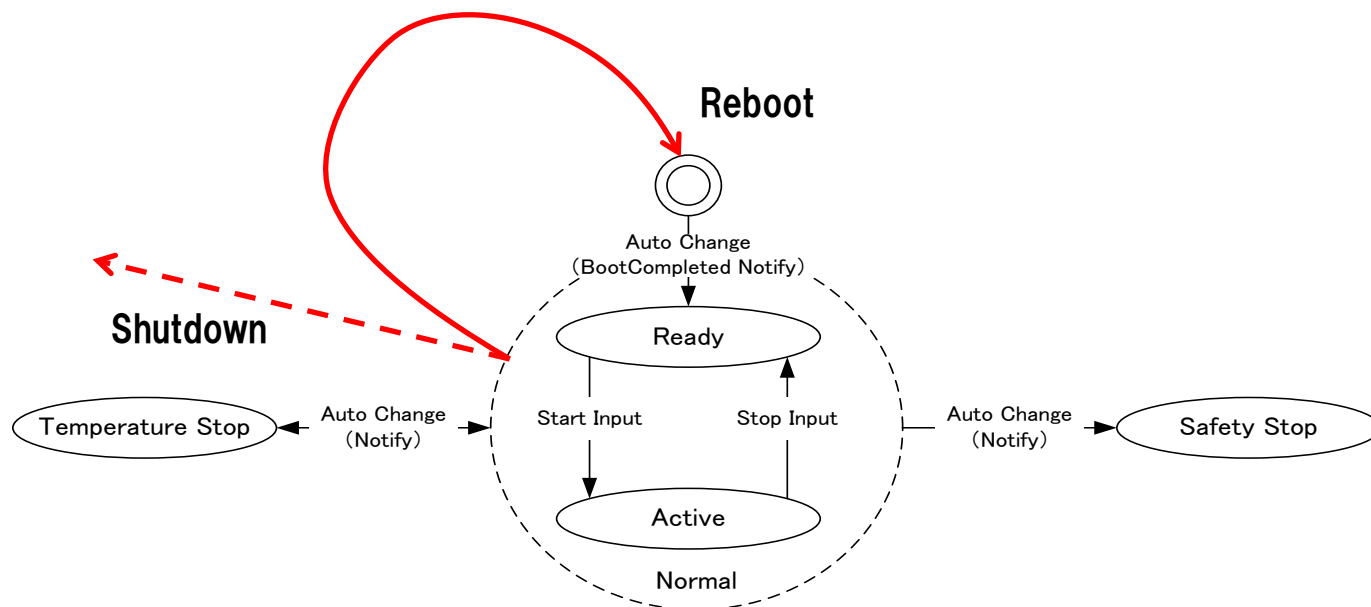 Reboot
Auto Change
(BootCompleted Notify)
Shutdown
Ready
Temperature Stop
Auto Change
(Notify)
Start Input
Stop Input
Auto Change
(Notify)
Safety Stop
Active
Normal